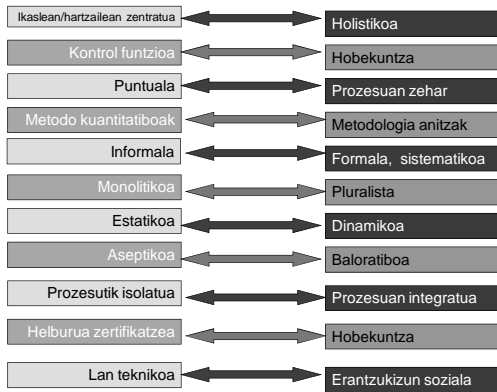 Ikaslean/hartzailean zentratua
Holistikoa
Kontrol funtzioa
Hobekuntza
Puntuala
Prozesuan zehar
Metodo kuantitatiboak
Metodologia anitzak
Informala
Formala, sistematikoa
Monolitikoa
Pluralista
Estatikoa
Dinamikoa
Aseptikoa
Baloratiboa
Prozesutik isolatua
Prozesuan integratua
Helburua zertifikatzea
Hobekuntza
Lan teknikoa
Erantzukizun soziala